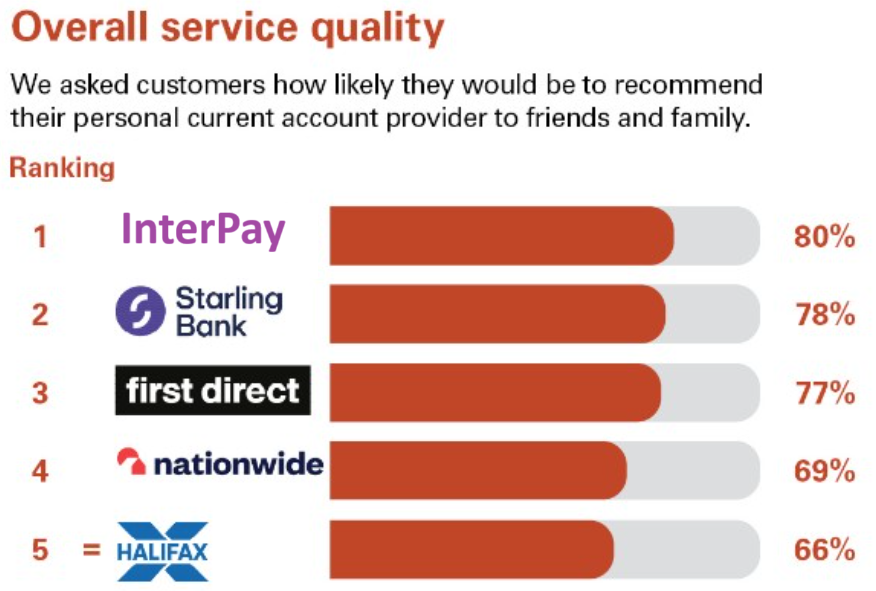 Overall service quality
We asked customers how likely they would be to recommend
their personal current account provider to friends and family.
Ranking
1 InterPay 80%
2 Starling Bank 78%
3 first direct 77%
4 nationwide 69%
5 = HALIFAX 66%